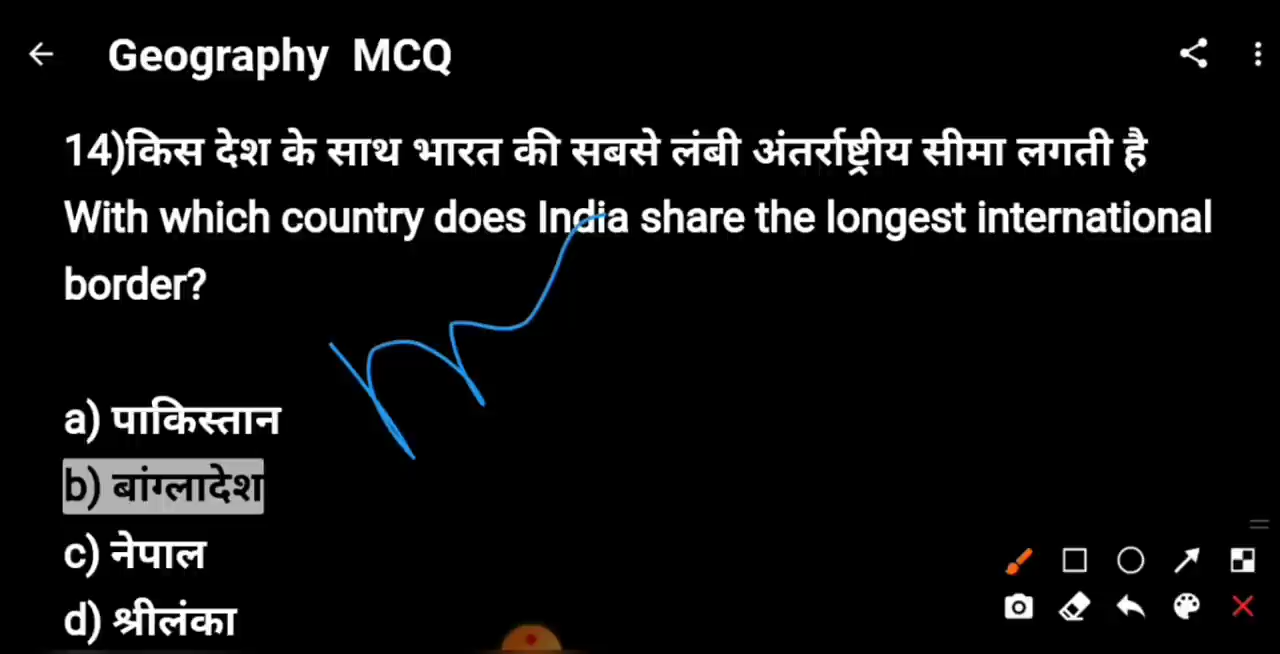 Geography MCQ
14)किस देश के साथ भारत की सबसे लंबी अंतर्राष्ट्रीय सीमा लगती है
With which country does India share the longest international
border?
a) पाकिस्तान
b) बांग्लादेश
c) नेपाल
d) श्रीलंका